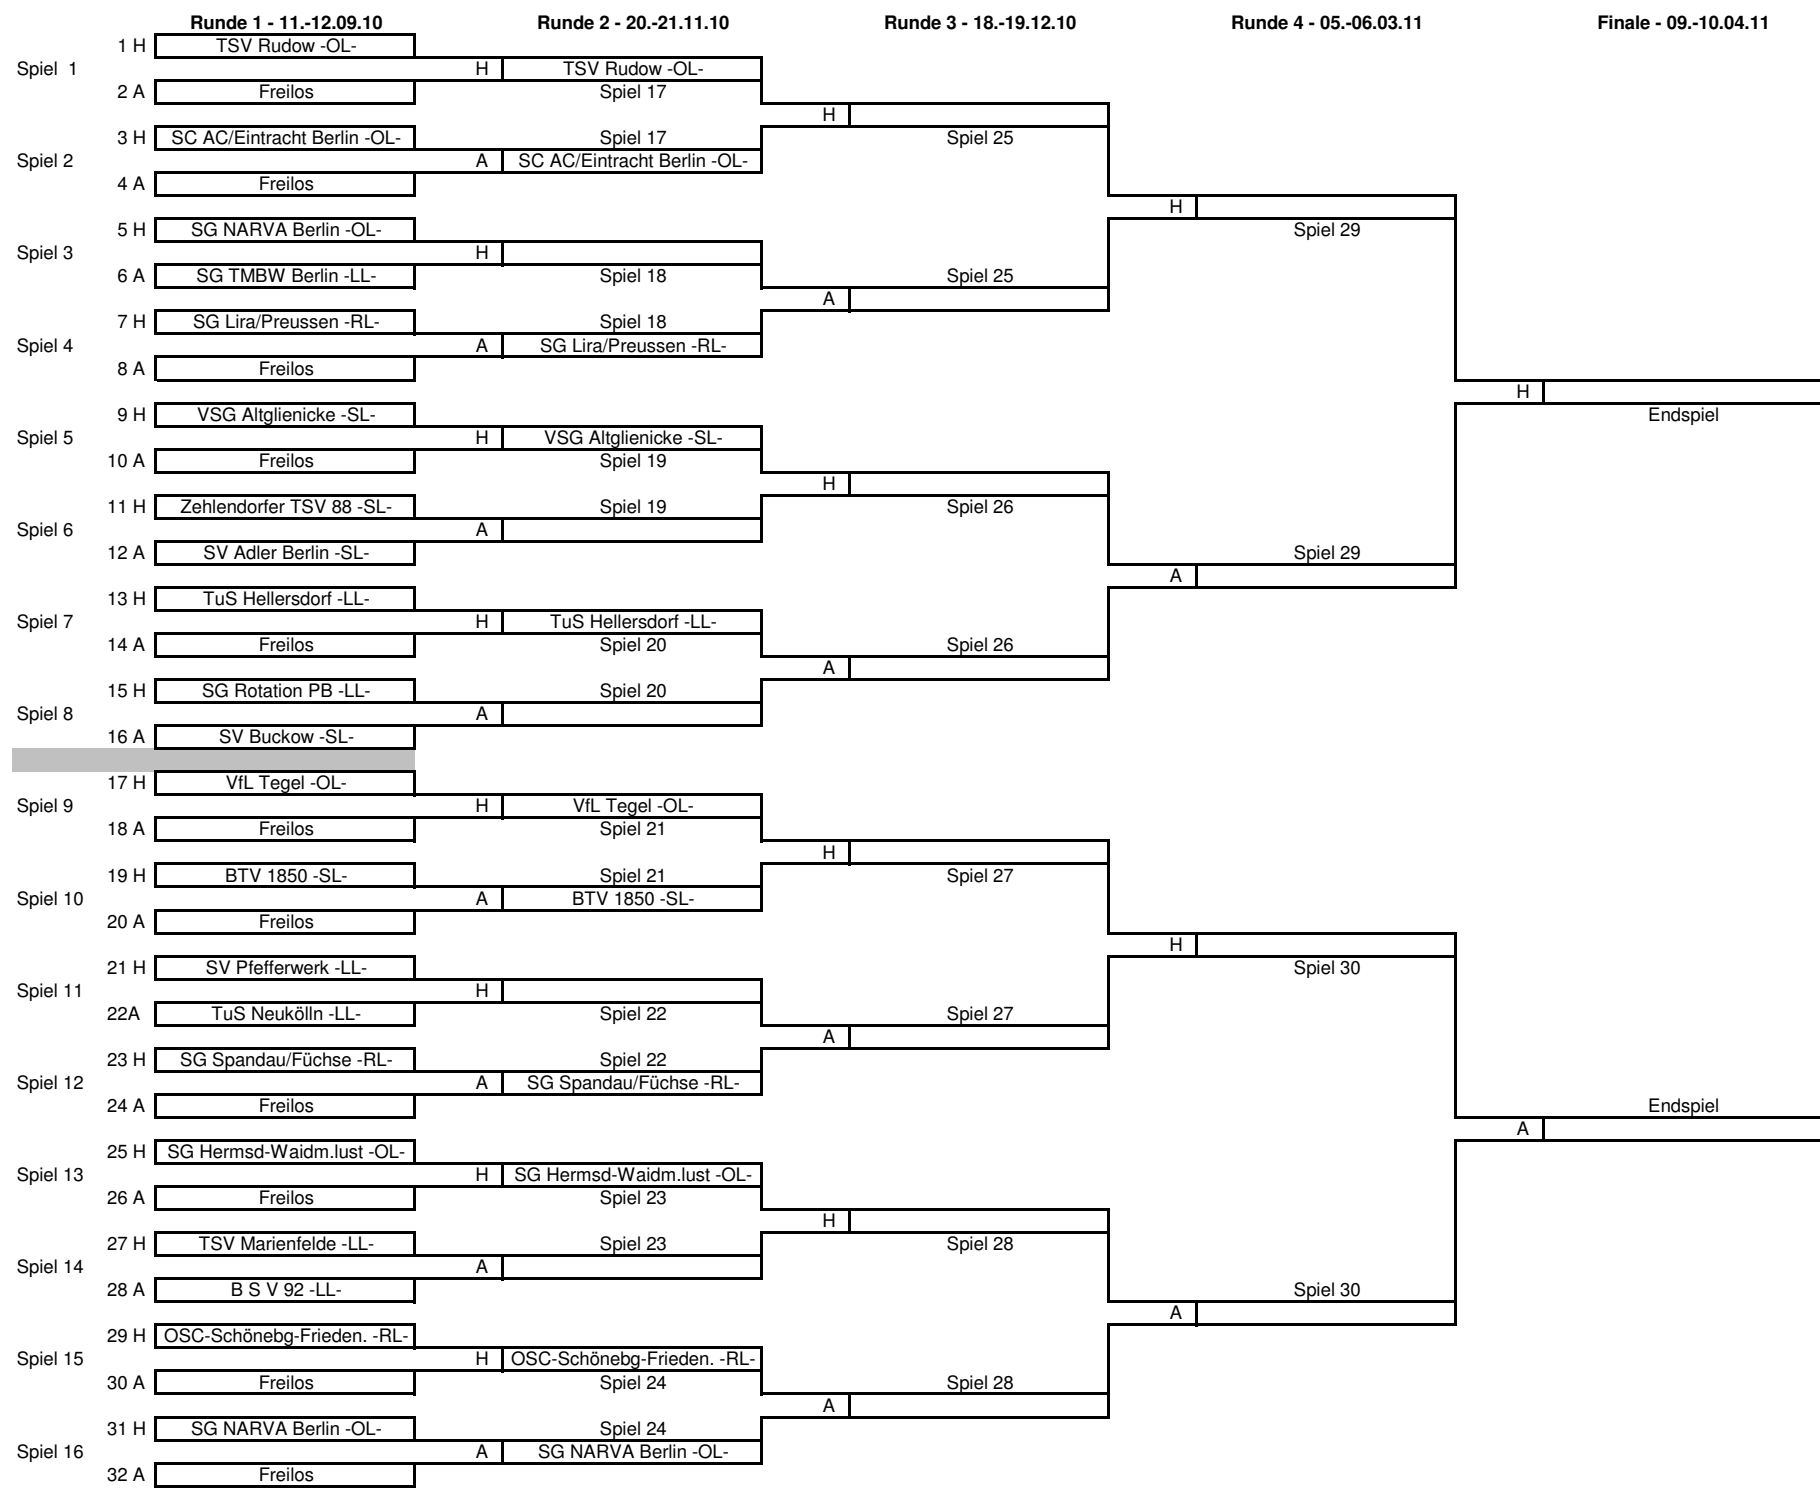 Runde 1 - 11.-12.09.10 Runde 2 - 20.-21.11.10 Runde 3 - 18.-19.12.10 Runde 4 - 05.-06.03.11 Finale - 09.-10.04.11
1 H TSV Rudow -OL-
Spiel 1 H TSV Rudow -OL-
2 A Freilos Spiel 17
H
3 H SC AC/Eintracht Berlin -OL- Spiel 17 Spiel 25
Spiel 2 A SC AC/Eintracht Berlin -OL-
4 A Freilos
H
5 H SG NARVA Berlin -OL- Spiel 29
Spiel 3 H
6 A SG TMBW Berlin -LL- Spiel 18 Spiel 25
A
7 H SG Lira/Preussen -RL- Spiel 18
Spiel 4 A SG Lira/Preussen -RL-
8 A Freilos
H
9 H VSG Altglienicke -SL- Endspiel
Spiel 5 H VSG Altglienicke -SL-
10 A Freilos Spiel 19
H
11 H Zehlendorfer TSV 88 -SL- Spiel 19 Spiel 26
Spiel 6 A
12 A SV Adler Berlin -SL- Spiel 29
A
13 H TuS Hellersdorf -LL-
Spiel 7 H TuS Hellersdorf -LL-
14 A Freilos Spiel 20 Spiel 26
A
15 H SG Rotation PB -LL- Spiel 20
Spiel 8 A
16 A SV Buckow -SL-
17 H VfL Tegel -OL-
Spiel 9 H VfL Tegel -OL-
18 A Freilos Spiel 21
H
19 H BTV 1850 -SL- Spiel 21 Spiel 27
Spiel 10 A BTV 1850 -SL-
20 A Freilos
H
21 H SV Pfefferwerk -LL- Spiel 30
Spiel 11 H
22A TuS Neukölln -LL- Spiel 22 Spiel 27
A
23 H SG Spandau/Füchse -RL- Spiel 22
Spiel 12 A SG Spandau/Füchse -RL-
24 A Freilos Endspiel
A
25 H SG Hermsd-Waidm.lust -OL-
Spiel 13 H SG Hermsd-Waidm.lust -OL-
26 A Freilos Spiel 23
H
27 H TSV Marienfelde -LL- Spiel 23 Spiel 28
Spiel 14 A
28 A B S V 92 -LL- Spiel 30
A
29 H OSC-Schönebg-Frieden. -RL-
Spiel 15 H OSC-Schönebg-Frieden. -RL-
30 A Freilos Spiel 24 Spiel 28
A
31 H SG NARVA Berlin -OL- Spiel 24
Spiel 16 A SG NARVA Berlin -OL-
32 A Freilos